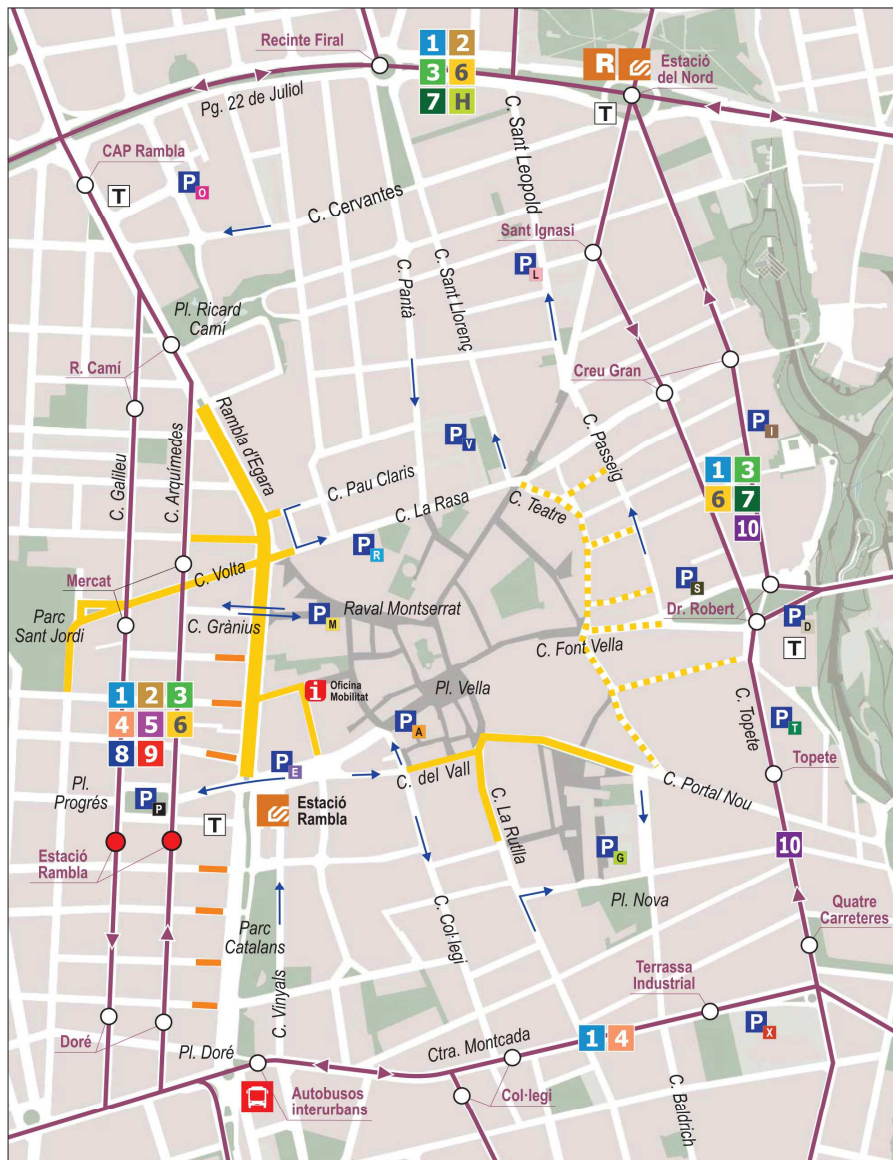 Recinte Firal
1 2
3 6
7 H
R
Estació
del Nord
T
Pg. 22 de Juliol
C. Sant Leopold
CAP Rambla
T
P O
C. Cervantes
Sant Ignasi
P L
C. Pantà
C. Sant Llorenç
Pl. Ricard
Camí
R. Camí
Creu Gran
Rambla d'Egara
P V
C. Passeig
P I
C. Galileu
C. Arquímedes
C. Pau Claris
C. La Rasa
C. Teatre
1 3
6 7
10
P R
Mercat
C. Volta
P S
Parc
Sant Jordi
C. Grànius
Raval Montserrat
P M
Dr. Robert
P D
T
C. Font Vella
i Oficina
Mobilitat
Pl. Vella
1 2 3
4 5 6
8 9
P A
C. Topete
P T
P E
C. del Vall
Topete
Pl.
Progrés
P P
C. Portal Nou
Estació
Rambla
T
C. La Rutlla
Estació
Rambla
P G
10
Pl. Nova
Quatre
Carreteres
Parc
Catalans
C. Col·legi
C. Vinyals
Terrassa
Industrial
Doré
Pl. Doré
P X
Ctra. Montcada
1 4
Autobusos
interurbans
Col·legi
C. Baldrich